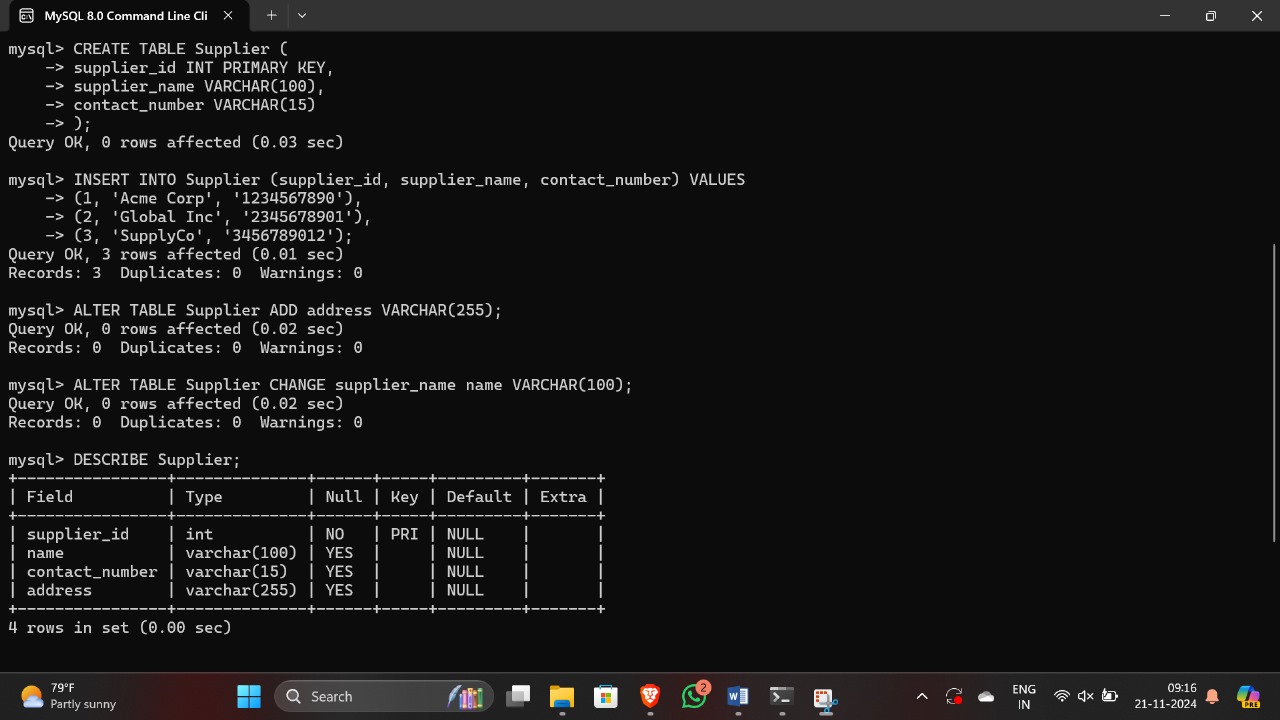 MySQL 8.0 Command Line Cli
mysql> CREATE TABLE Supplier (
    -> supplier_id INT PRIMARY KEY,
    -> supplier_name VARCHAR(100),
    -> contact_number VARCHAR(15)
    -> );
Query OK, 0 rows affected (0.03 sec)
mysql> INSERT INTO Supplier (supplier_id, supplier_name, contact_number) VALUES
    -> (1, 'Acme Corp', '1234567890'),
    -> (2, 'Global Inc', '2345678901'),
    -> (3, 'SupplyCo', '3456789012');
Query OK, 3 rows affected (0.01 sec)
Records: 3  Duplicates: 0  Warnings: 0
mysql> ALTER TABLE Supplier ADD address VARCHAR(255);
Query OK, 0 rows affected (0.02 sec)
Records: 0  Duplicates: 0  Warnings: 0
mysql> ALTER TABLE Supplier CHANGE supplier_name name VARCHAR(100);
Query OK, 0 rows affected (0.02 sec)
Records: 0  Duplicates: 0  Warnings: 0
mysql> DESCRIBE Supplier;
+----------------+--------------+------+-----+---------+-------+
| Field          | Type         | Null | Key | Default | Extra |
+----------------+--------------+------+-----+---------+-------+
| supplier_id    | int          | NO   | PRI | NULL    |       |
| name           | varchar(100) | YES  |     | NULL    |       |
| contact_number | varchar(15)  | YES  |     | NULL    |       |
| address        | varchar(255) | YES  |     | NULL    |       |
+----------------+--------------+------+-----+---------+-------+
4 rows in set (0.00 sec)
79°F
Partly sunny
Search
2
ENG
IN
09:16
21-11-2024
PRE